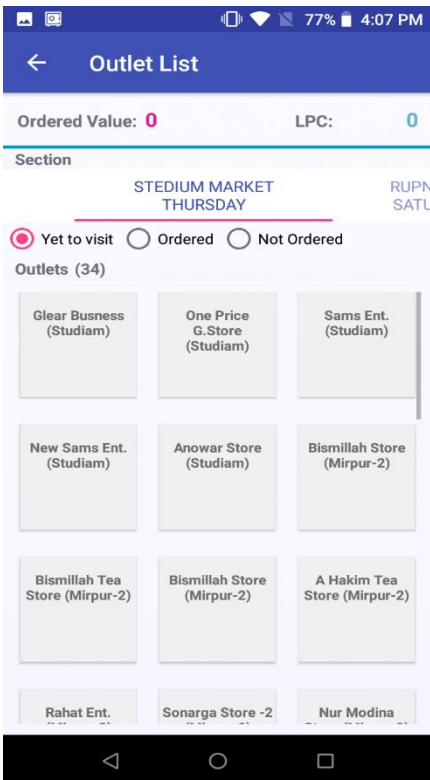 77% 4:07 PM
Outlet List
Ordered Value: 0 LPC: 0
Section
STEDIUM MARKET
THURSDAY
RUPN
SATU
Yet to visit Ordered Not Ordered
Outlets (34)
Glear Busness
(Studiam)
One Price
G.Store
(Studiam)
Sams Ent.
(Studiam)
New Sams Ent.
(Studiam)
Anowar Store
(Studiam)
Bismillah Store
(Mirpur-2)
Bismillah Tea
Store (Mirpur-2)
Bismillah Store
(Mirpur-2)
A Hakim Tea
Store (Mirpur-2)
Rahat Ent.
Sonarga Store -2
Nur Modina